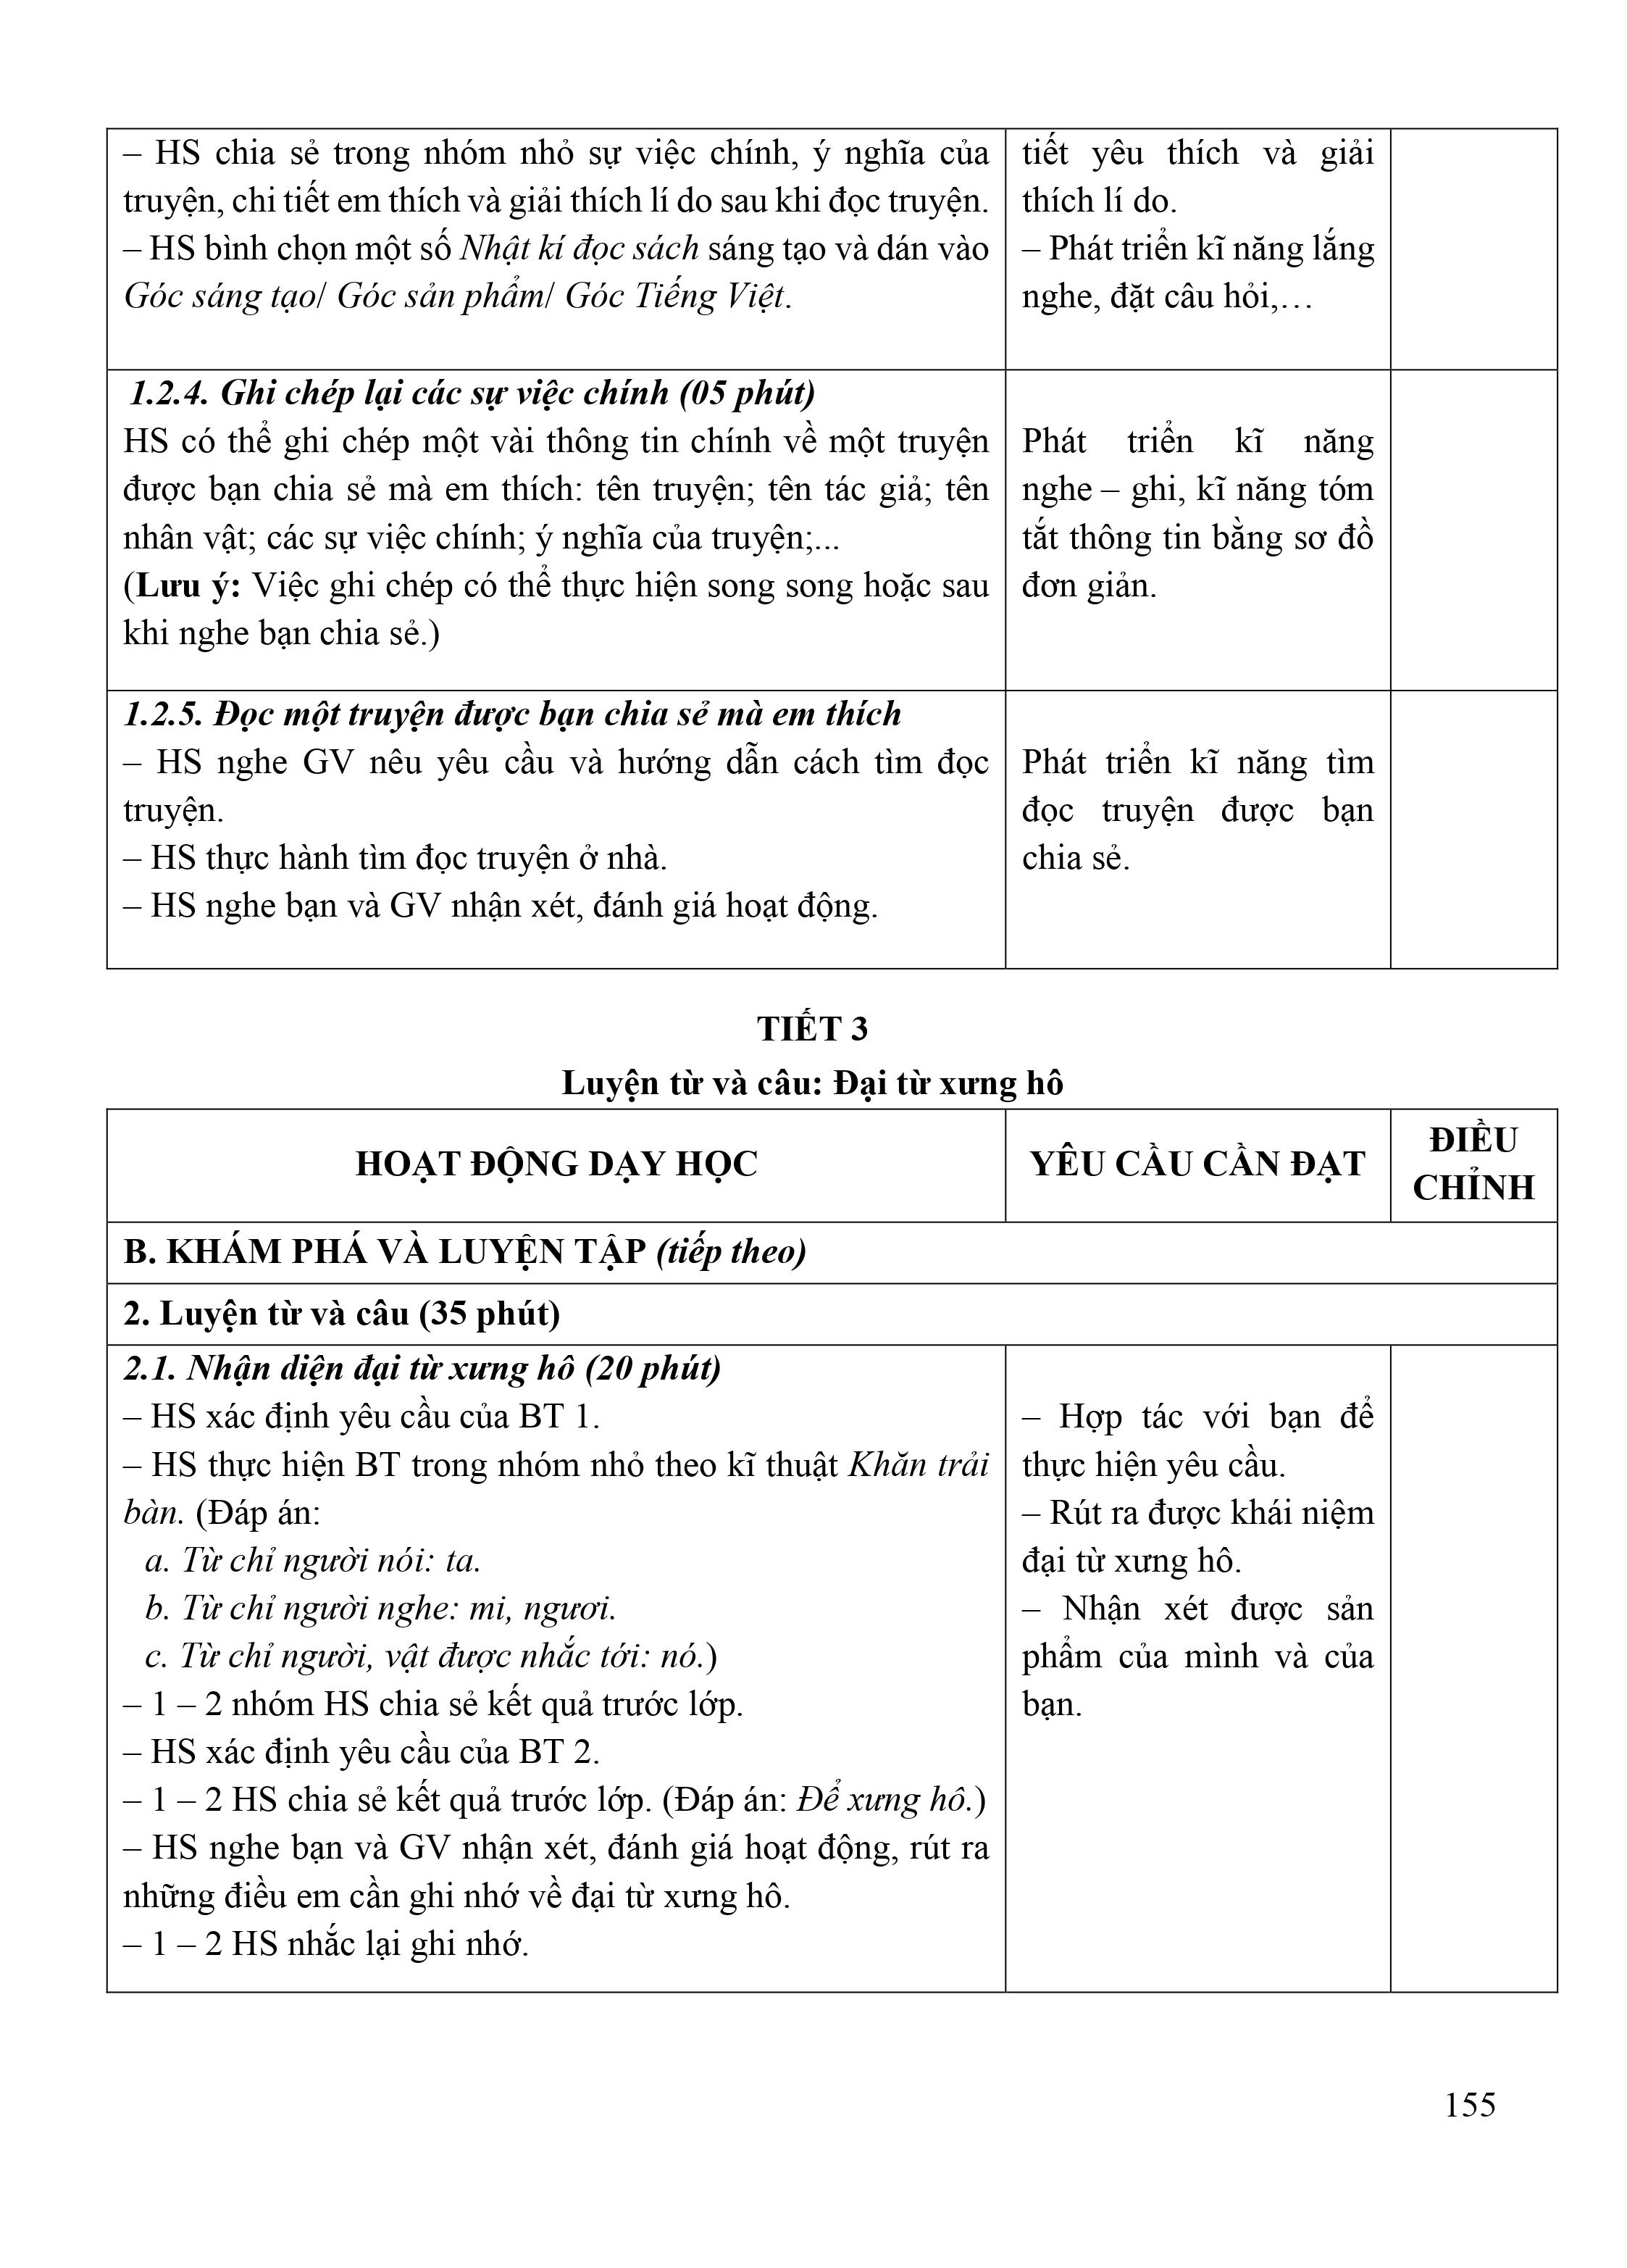 – HS chia sẻ trong nhóm nhỏ sự việc chính, ý nghĩa của
truyện, chi tiết em thích và giải thích lí do sau khi đọc truyện.
– HS bình chọn một số Nhật kí đọc sách sáng tạo và dán vào
Góc sáng tạo/ Góc sản phẩm/ Góc Tiếng Việt.
tiết yêu thích và giải
thích lí do.
– Phát triển kĩ năng lắng
nghe, đặt câu hỏi,…
1.2.4. Ghi chép lại các sự việc chính (05 phút)
HS có thể ghi chép một vài thông tin chính về một truyện
được bạn chia sẻ mà em thích: tên truyện; tên tác giả; tên
nhân vật; các sự việc chính; ý nghĩa của truyện;...
(Lưu ý: Việc ghi chép có thể thực hiện song song hoặc sau
khi nghe bạn chia sẻ.)
Phát triển kĩ năng
nghe – ghi, kĩ năng tóm
tắt thông tin bằng sơ đồ
đơn giản.
1.2.5. Đọc một truyện được bạn chia sẻ mà em thích
– HS nghe GV nêu yêu cầu và hướng dẫn cách tìm đọc
truyện.
– HS thực hành tìm đọc truyện ở nhà.
– HS nghe bạn và GV nhận xét, đánh giá hoạt động.
Phát triển kĩ năng tìm
đọc truyện được bạn
chia sẻ.
TIẾT 3
Luyện từ và câu: Đại từ xưng hô
HOẠT ĐỘNG DẠY HỌC
YÊU CẦU CẦN ĐẠT
ĐIỀU
CHỈNH
B. KHÁM PHÁ VÀ LUYỆN TẬP (tiếp theo)
2. Luyện từ và câu (35 phút)
2.1. Nhận diện đại từ xưng hô (20 phút)
– HS xác định yêu cầu của BT 1.
– HS thực hiện BT trong nhóm nhỏ theo kĩ thuật Khăn trải
bàn. (Đáp án:
a. Từ chỉ người nói: ta.
b. Từ chỉ người nghe: mi, ngươi.
c. Từ chỉ người, vật được nhắc tới: nó.)
– 1 – 2 nhóm HS chia sẻ kết quả trước lớp.
– HS xác định yêu cầu của BT 2.
– 1 – 2 HS chia sẻ kết quả trước lớp. (Đáp án: Để xưng hô.)
– HS nghe bạn và GV nhận xét, đánh giá hoạt động, rút ra
những điều em cần ghi nhớ về đại từ xưng hô.
– 1 – 2 HS nhắc lại ghi nhớ.
– Hợp tác với bạn để
thực hiện yêu cầu.
– Rút ra được khái niệm
đại từ xưng hô.
– Nhận xét được sản
phẩm của mình và của
bạn.
155